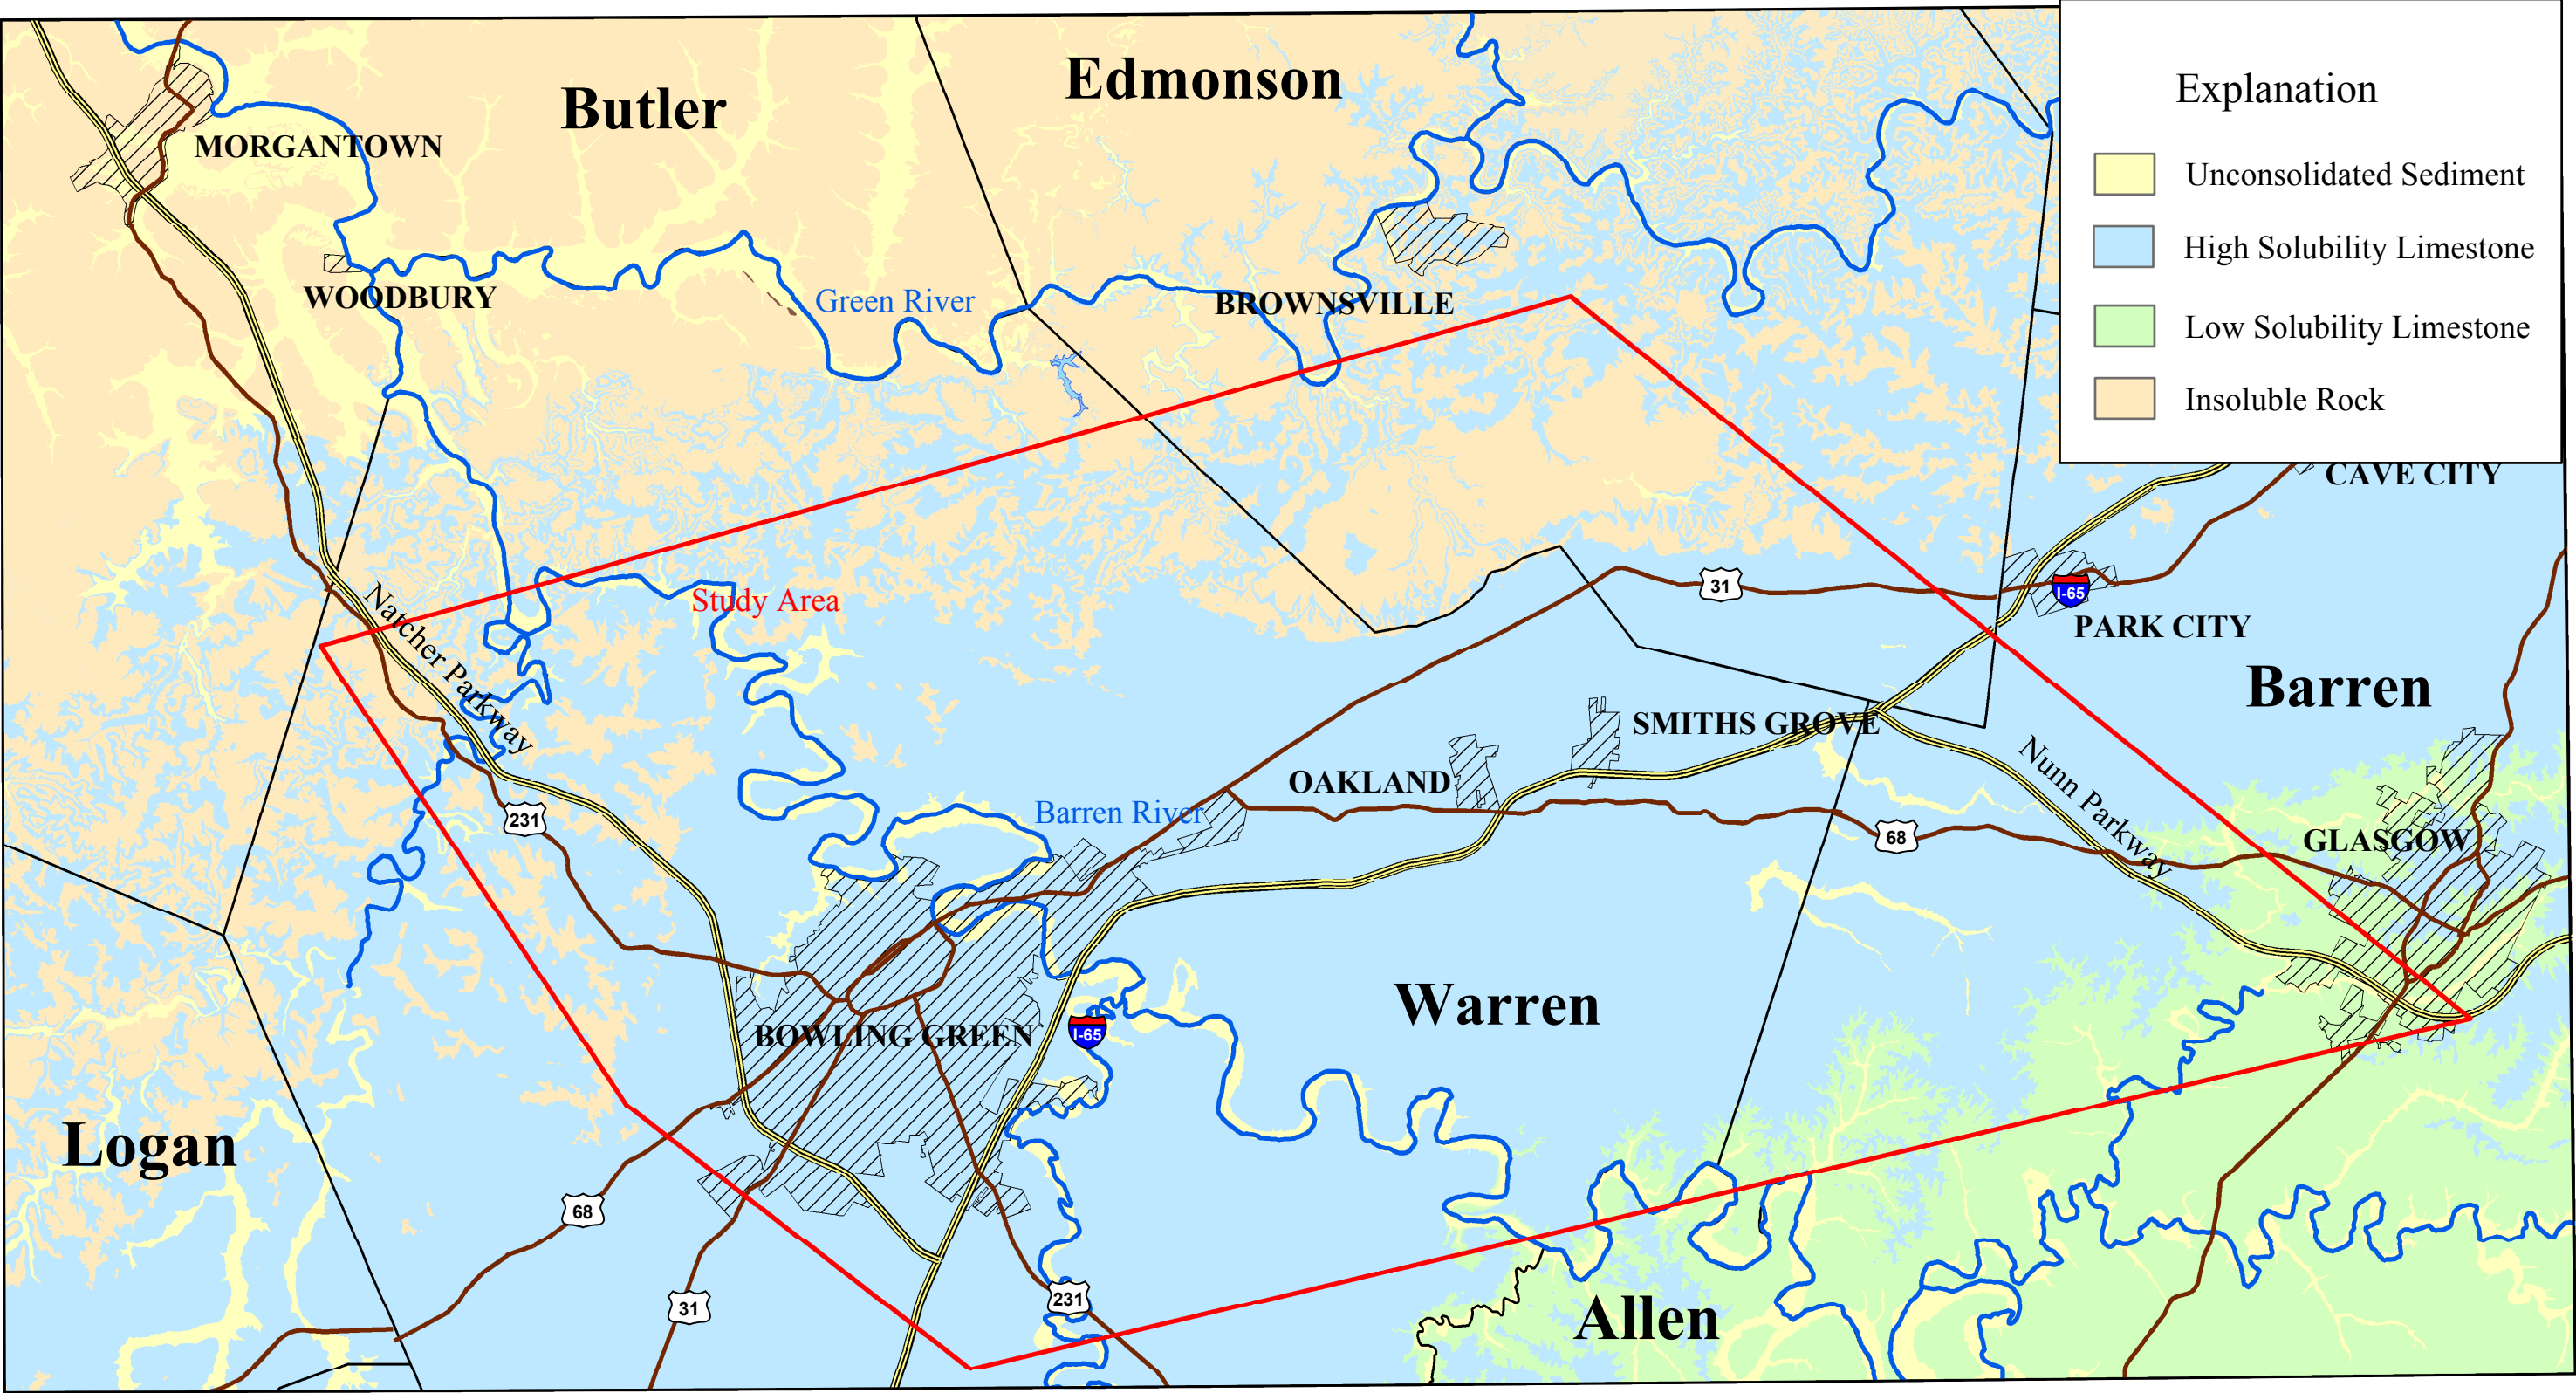 Explanation
Unconsolidated Sediment
High Solubility Limestone
Low Solubility Limestone
Insoluble Rock
Edmonson
Butler
MORGANTOWN
WOODBURY
Green River
BROWNSVILLE
CAVE CITY
31
I-65
Study Area
PARK CITY
Natcher Parkway
Barren
SMITHS GROVE
OAKLAND
Nunn Parkway
Barren River
231
68
GLASGOW
Warren
BOWLING GREEN
I-65
Logan
68
31
231
Allen